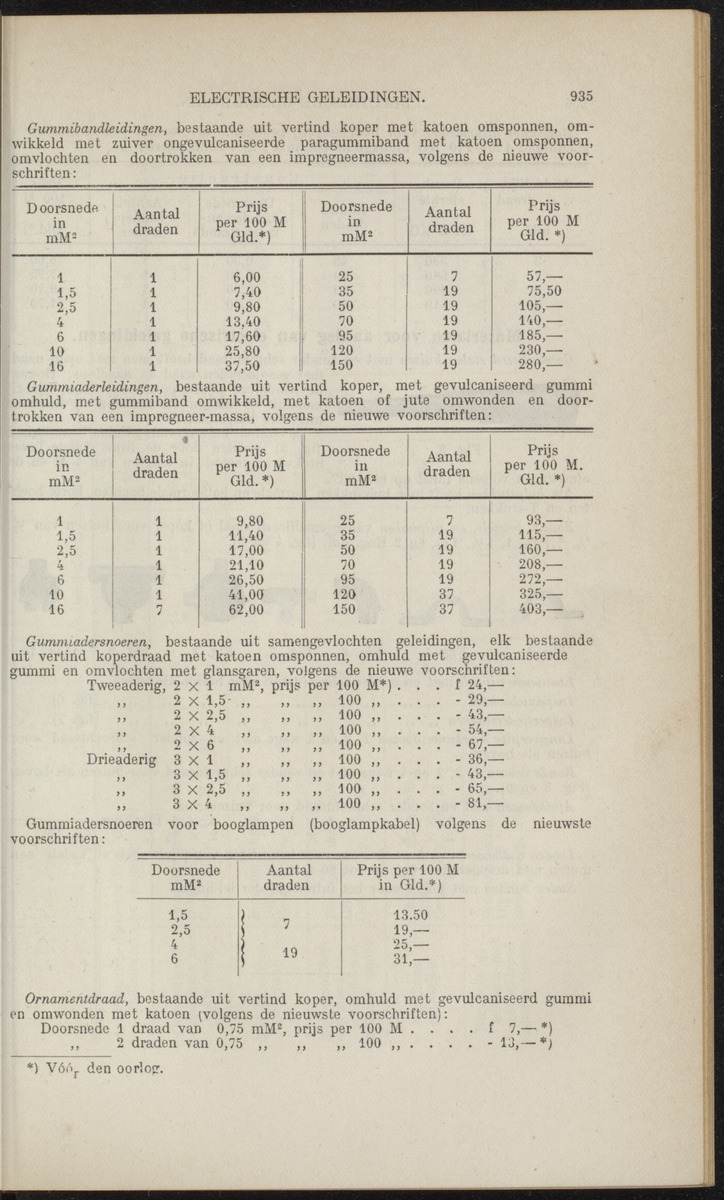 ELECTRISCHE GELEIDINGEN. 935
Gummibandleidingen, bestaande uit vertind koper met katoen omsponnen, om-
wikkeld met zuiver ongevulcaniseerde paragummiband met katoen omsponnen,
omvlochten en doortrokken van een impregneermassa, volgens de nieuwe voor-
schriften:
Doorsnede in mM² Aantal draden Prijs per 100 M Gld.*) Doorsnede in mM² Aantal draden Prijs per 100 M Gld. *)
1 1 6,00 25 7 57,—
1,5 1 7,40 35 19 75,50
2,5 1 9,80 50 19 105,—
4 1 13,40 70 19 140,—
6 1 17,60 95 19 185,—
10 1 25,80 120 19 230,—
16 1 37,50 150 19 280,—
Gummiaderleidingen, bestaande uit vertind koper, met gevulcaniseerd gummi
omhuld, met gummiband omwikkeld, met katoen of jute omwonden en door-
trokken van een impregneer-massa, volgens de nieuwe voorschriften:
Doorsnede in mM² Aantal draden Prijs per 100 M Gld.*) Doorsnede in mM² Aantal draden Prijs per 100 M. Gld. *)
1 1 9,80 25 7 93,—
1,5 1 11,40 35 19 115,—
2,5 1 17,00 50 19 160,—
4 1 21,10 70 19 208,—
6 1 26,50 95 19 272,—
10 1 41,00 120 37 325,—
16 7 62,00 150 37 403,—
Gummiadersnoeren, bestaande uit samengevlochten geleidingen, elk bestaande
uit vertind koperdraad met katoen omsponnen, omhuld met gevulcaniseerde
gummi en omvlochten met glansgaren, volgens de nieuwe voorschriften:
Tweeaderig, 2 × 1 mM², prijs per 100 M*) . . . f 24,—
„ 2 × 1,5 „ „ „ 100 „ . . . - 29,—
„ 2 × 2,5 „ „ „ 100 „ . . . - 43,—
„ 2 × 4 „ „ „ 100 „ . . . - 54,—
„ 2 × 6 „ „ „ 100 „ . . . - 67,—
Drieaderig 3 × 1 „ „ „ 100 „ . . . - 36,—
„ 3 × 1,5 „ „ „ 100 „ . . . - 43,—
„ 3 × 2,5 „ „ „ 100 „ . . . - 65,—
„ 3 × 4 „ „ „ 100 „ . . . - 81,—
Gummiadersnoeren voor booglampen (booglampkabel) volgens de nieuwste
voorschriften:
Doorsnede mM² Aantal draden Prijs per 100 M in Gld.*)
1,5 } 7 13.50
2,5 19,—
4 } 19 25,—
6 31,—
Ornamentdraad, bestaande uit vertind koper, omhuld met gevulcaniseerd gummi
en omwonden met katoen (volgens de nieuwste voorschriften):
Doorsnede 1 draad van 0,75 mM², prijs per 100 M . . . . f 7,— *)
„ 2 draden van 0,75 „ „ „ 100 „ . . . . - 13,— *)
*) Vóór den oorlog.